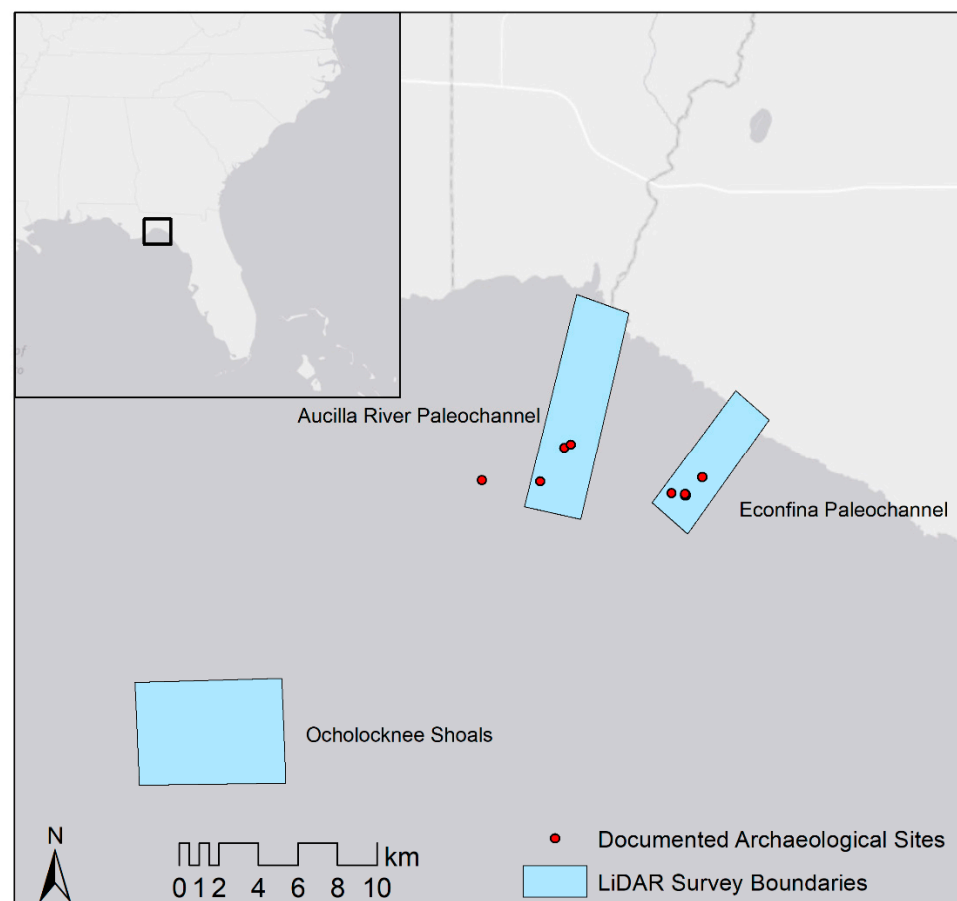 Aucilla River Paleochannel
Econfina Paleochannel
Ocholocknee Shoals
N
km
0 1 2 4 6 8 10
Documented Archaeological Sites
LiDAR Survey Boundaries